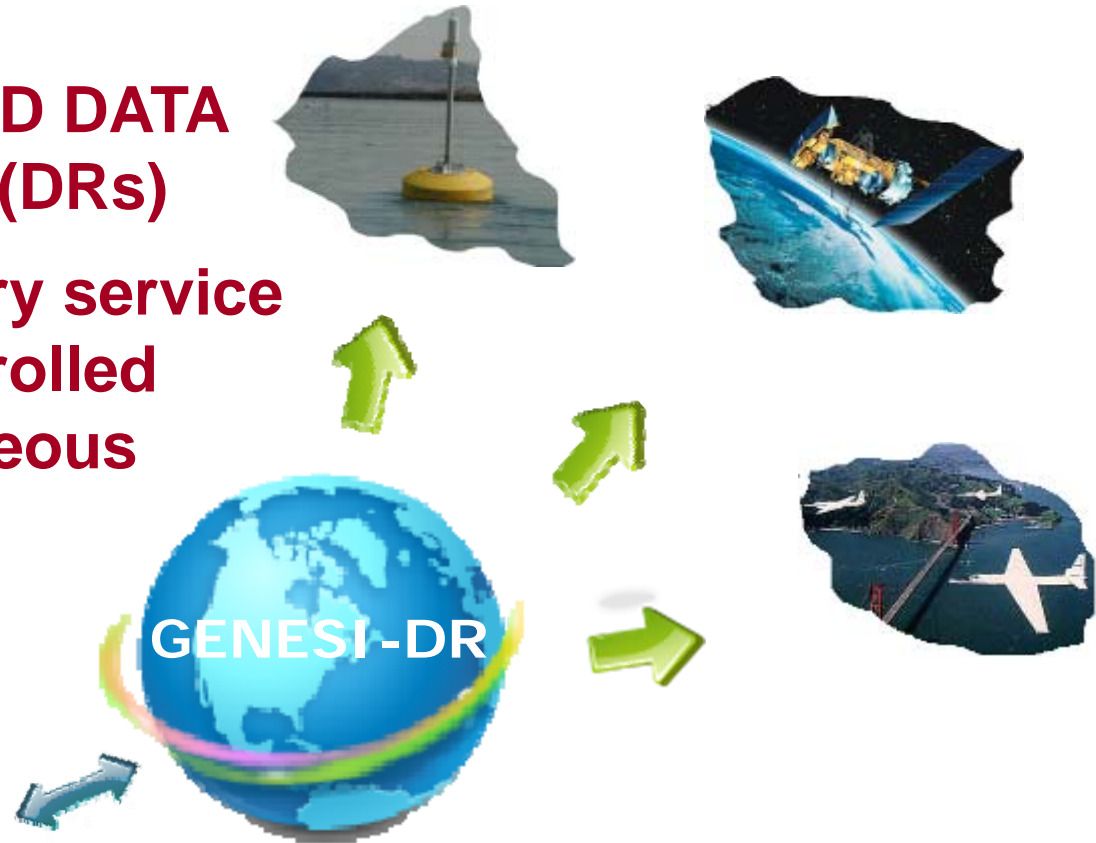 D DATA
(DRs)
ry service
rolled
eous
GENESI-DR